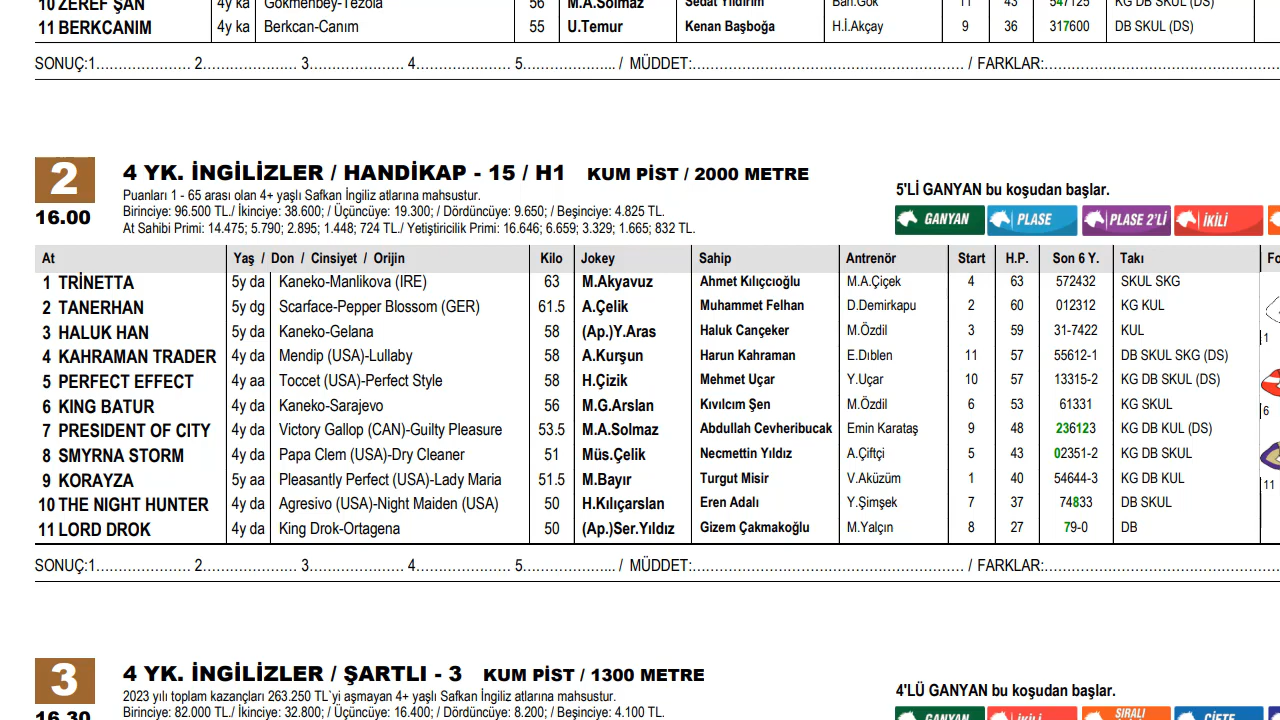 10 ZEREF ŞAN 4y ka Gökmenbey-Tezola 56 M.A.Solmaz Sedat Yıldırım Bah.Gök 11 43 547125 KG DB SKUL (DS)
11 BERKCANIM 4y ka Berkcan-Canım 55 U.Temur Kenan Başboğa H.İ.Akçay 9 36 317600 DB SKUL (DS)
SONUÇ:1..................... 2..................... 3..................... 4..................... 5..................... / MÜDDET:............................................................ / FARKLAR:.....................................................
2 4 YK. İNGİLİZLER / HANDİKAP - 15 / H1 KUM PİST / 2000 METRE
16.00 Puanları 1 - 65 arası olan 4+ yaşlı Safkan İngiliz atlarına mahsustur.
5'Lİ GANYAN bu koşudan başlar.
Birinciye: 96.500 TL./ İkinciye: 38.600; / Üçüncüye: 19.300; / Dördüncüye: 9.650; / Beşinciye: 4.825 TL.
At Sahibi Primi: 14.475; 5.790; 2.895; 1.448; 724 TL./ Yetiştiricilik Primi: 16.646; 6.659; 3.329; 1.665; 832 TL.
GANYAN PLASE PLASE 2'Lİ İKİLİ
At Yaş / Don / Cinsiyet / Orijin Kilo Jokey Sahip Antrenör Start H.P. Son 6 Y. Takı Fo
1 TRİNETTA 5y dg Kaneko-Manlikova (IRE) 63 M.Akyavuz Ahmet Kılıçcıoğlu M.A.Çiçek 4 63 572432 SKUL SKG
2 TANERHAN 5y dg Scarface-Pepper Blossom (GER) 61.5 A.Çelik Muhammet Felhan D.Demirkapu 2 60 012312 KG KUL
3 HALUK HAN 5y da Kaneko-Gelana 58 (Ap.)Y.Aras Haluk Cançeker M.Özdil 3 59 31-7422 KUL 1
4 KAHRAMAN TRADER 4y da Mendip (USA)-Lullaby 58 A.Kurşun Harun Kahraman E.Dıblen 11 57 55612-1 DB SKUL SKG (DS)
5 PERFECT EFFECT 4y aa Toccet (USA)-Perfect Style 58 H.Çizik Mehmet Uçar Y.Uçar 10 57 13315-2 KG DB SKUL (DS)
6 KING BATUR 4y da Kaneko-Sarajevo 56 M.G.Arslan Kıvılcım Şen M.Özdil 6 53 61331 KG SKUL 6
7 PRESIDENT OF CITY 4y da Victory Gallop (CAN)-Guilty Pleasure 53.5 M.A.Solmaz Abdullah Cevheribucak Emin Karataş 9 48 236123 KG DB KUL (DS)
8 SMYRNA STORM 4y da Papa Clem (USA)-Dry Cleaner 51 Müs.Çelik Necmettin Yıldız A.Çiftçi 5 43 02351-2 KG DB SKUL
9 KORAYZA 5y aa Pleasantly Perfect (USA)-Lady Maria 51.5 M.Bayır Turgut Misir V.Aküzüm 1 40 54644-3 KG DB KUL 11
10 THE NIGHT HUNTER 4y da Agresivo (USA)-Night Maiden (USA) 50 H.Kılıçarslan Eren Adalı Y.Şimşek 7 37 74833 DB SKUL
11 LORD DROK 4y da King Drok-Ortagena 50 (Ap.)Ser.Yıldız Gizem Çakmakoğlu M.Yalçın 8 27 79-0 DB
SONUÇ:1..................... 2..................... 3..................... 4..................... 5..................... / MÜDDET:............................................................ / FARKLAR:.....................................................
3 4 YK. İNGİLİZLER / ŞARTLI - 3 KUM PİST / 1300 METRE
2023 yılı toplam kazançları 263.250 TL`yi aşmayan 4+ yaşlı Safkan İngiliz atlarına mahsustur.
4'LÜ GANYAN bu koşudan başlar.
16.30 Birinciye: 82.000 TL./ İkinciye: 32.800; / Üçüncüye: 16.400; / Dördüncüye: 8.200; / Beşinciye: 4.100 TL.
GANYAN İKİLİ SIRALI ÇİFTE